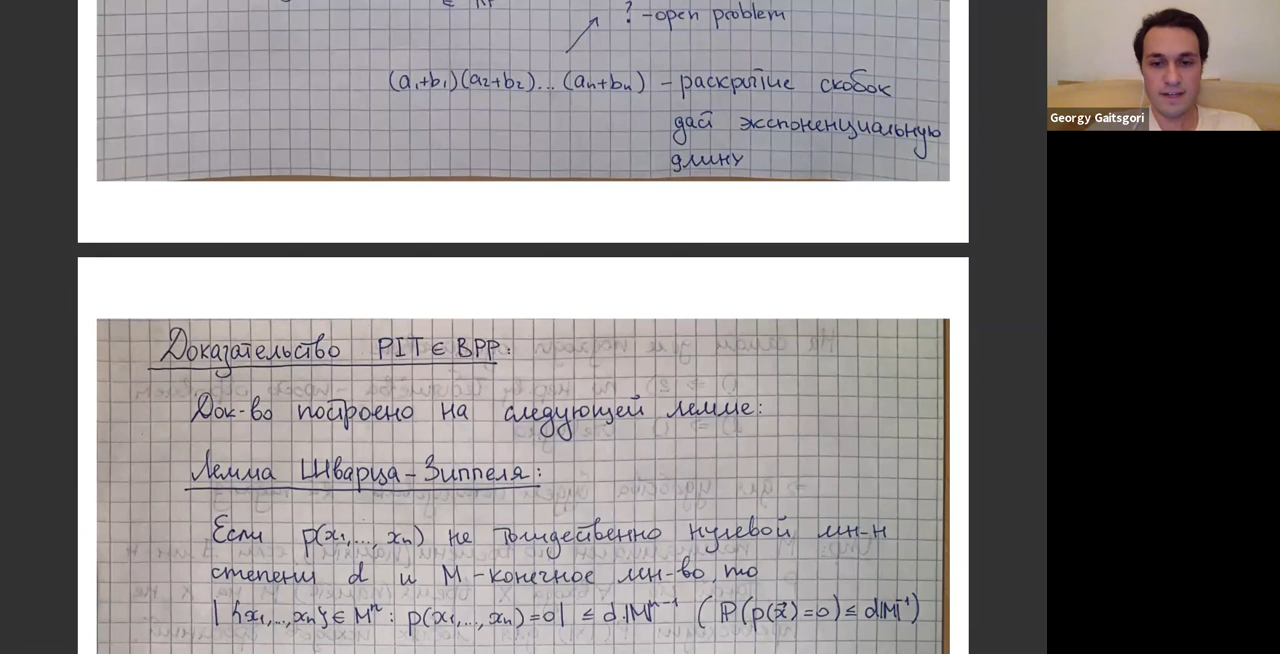 ? - open problem
(a₁+b₁)(a₂+b₂)...(aₙ+bₙ) - раскрытие скобок
даст экспоненциальную
длину
Georgy Gaitsgori
Доказательство PIT ∈ BPP:
Док-во построено на следующей лемме:
Лемма Шварца-Зиппеля:
Если p(x₁,...,xₙ) не тождественно нулевой мн-н
степени d и M - конечное мн-во, то
|{x₁,...,xₙ} ∈ Mⁿ : p(x₁,...,xₙ)=0| ≤ d|M|ⁿ⁻¹ (ℙ(p(x⃗)=0) ≤ d|M|⁻¹)